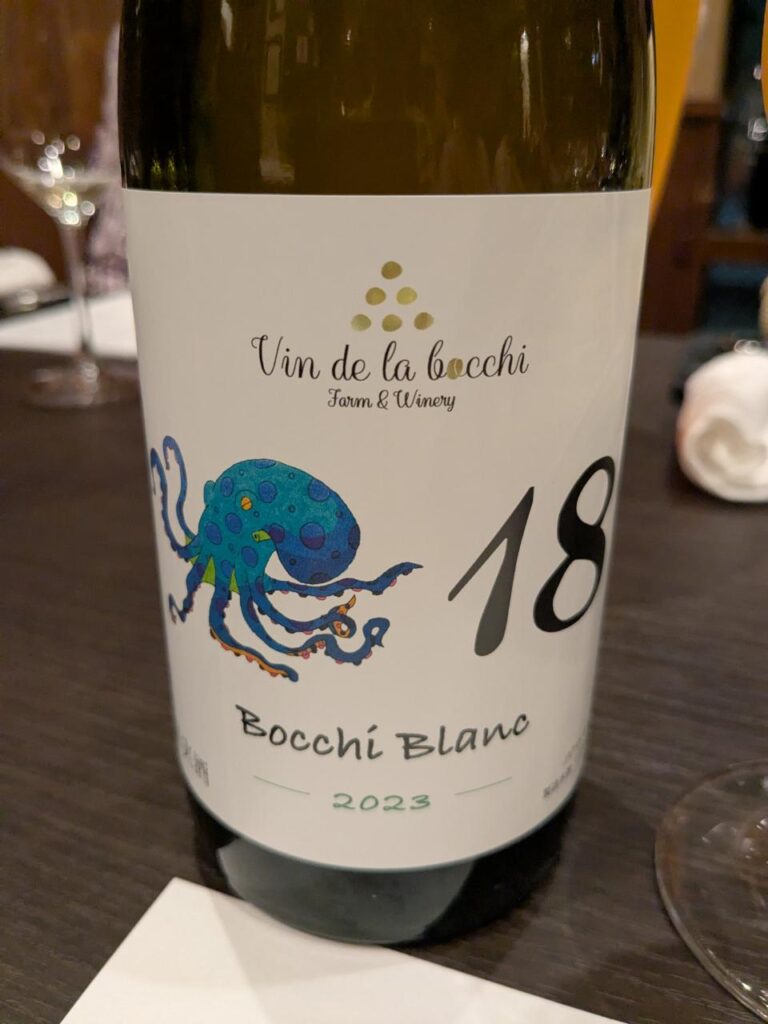 Vin de la bocchi
Farm & Winery
18
Bocchi Blanc
2023